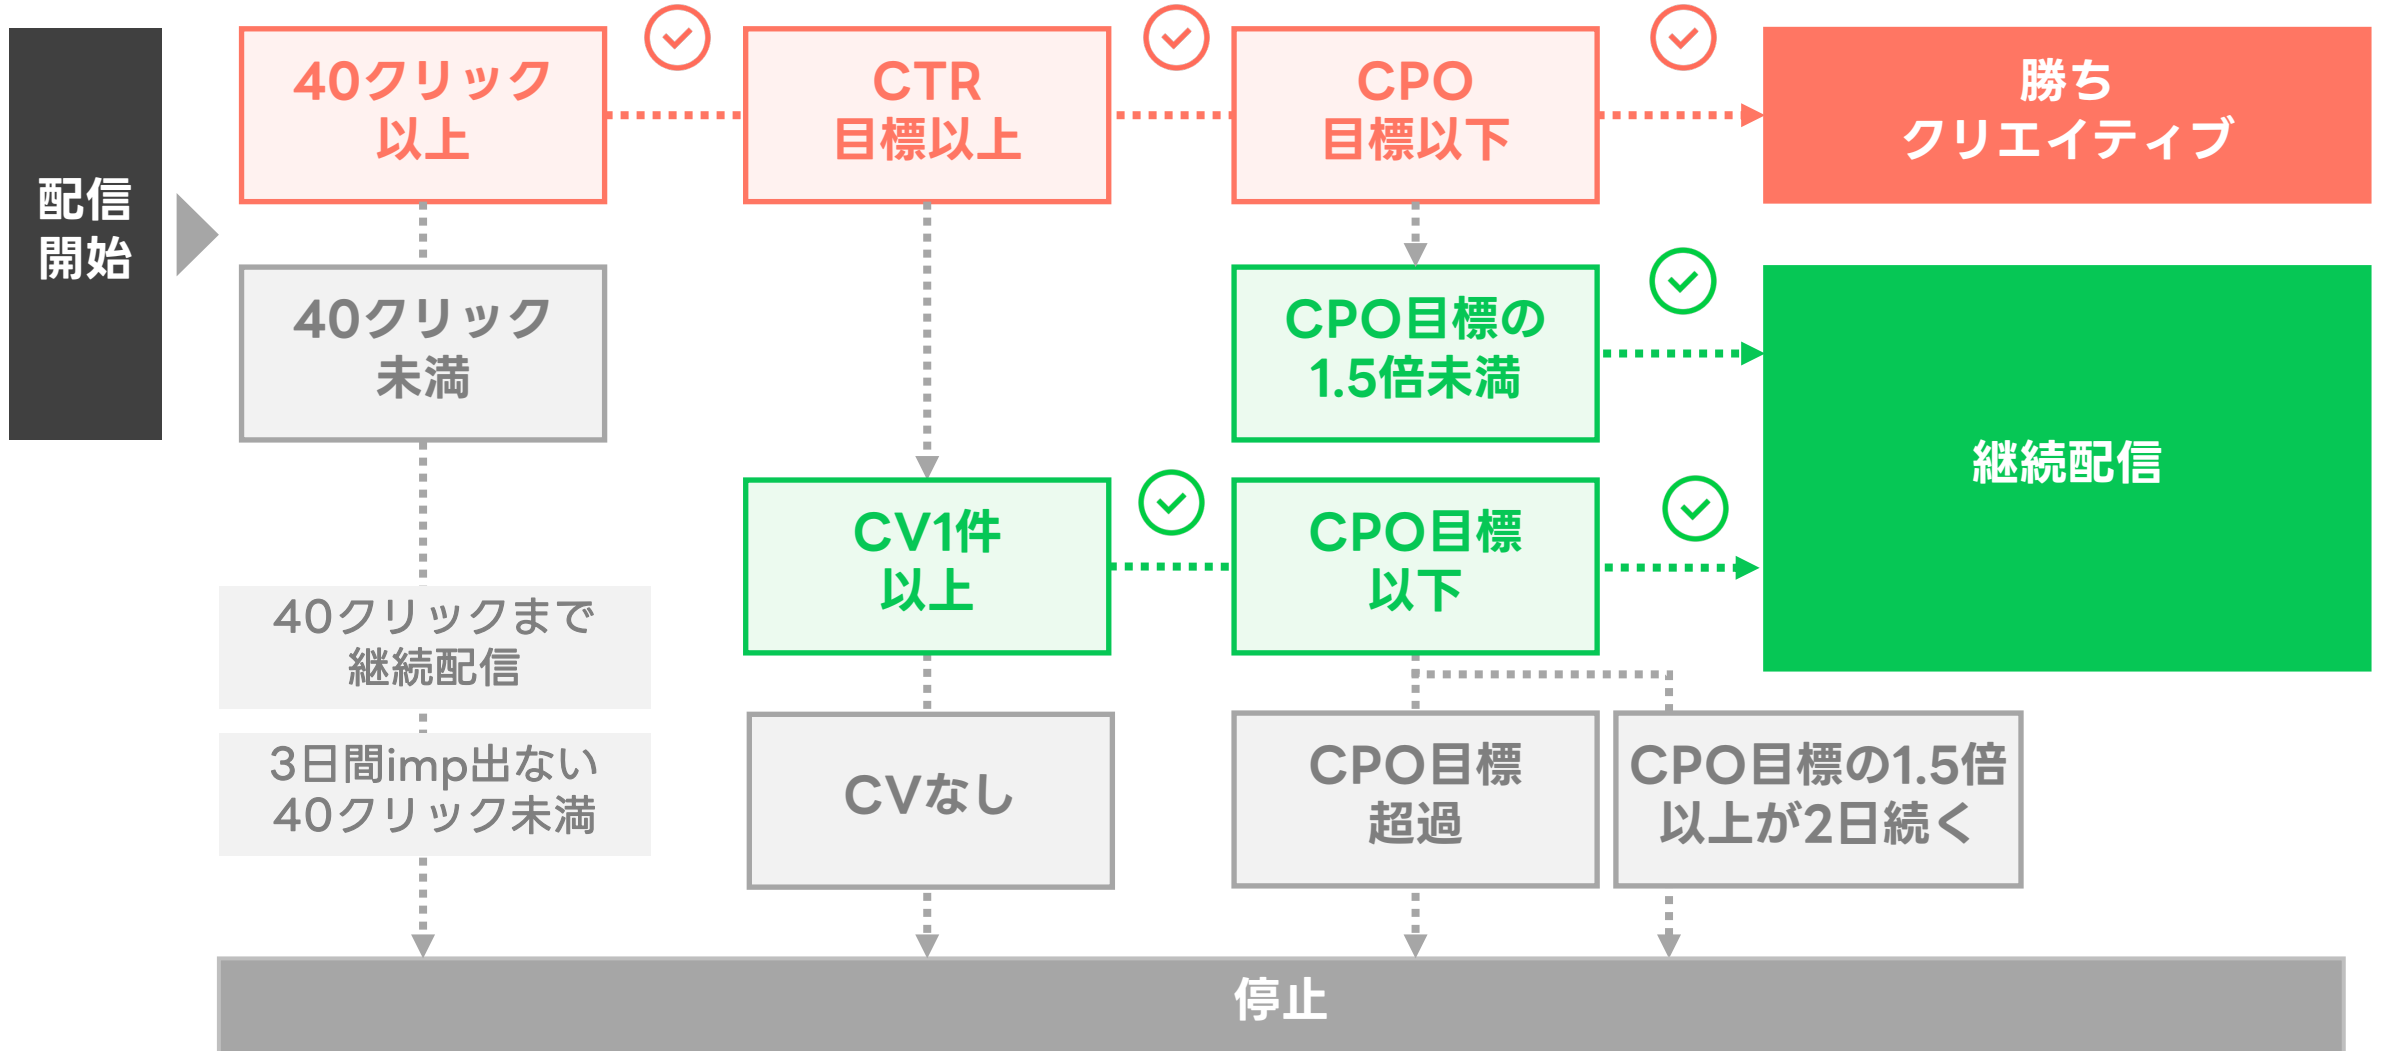 配信
開始
40クリック
以上
CTR
目標以上
CPO
目標以下
勝ち
クリエイティブ
40クリック
未満
CPO目標の
1.5倍未満
継続配信
CV1件
以上
CPO目標
以下
40クリックまで
継続配信
3日間imp出ない
40クリック未満
CVなし
CPO目標
超過
CPO目標の1.5倍
以上が2日続く
停止